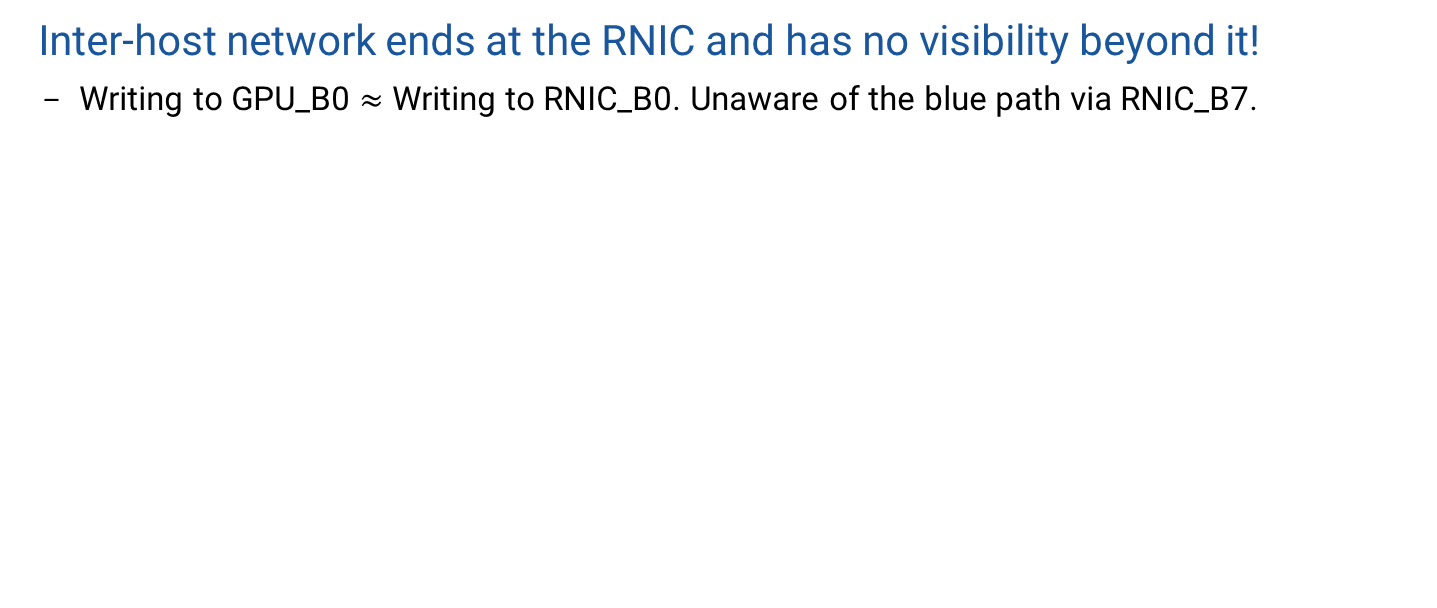 Inter-host network ends at the RNIC and has no visibility beyond it!
– Writing to GPU_B0 ≈ Writing to RNIC_B0. Unaware of the blue path via RNIC_B7.